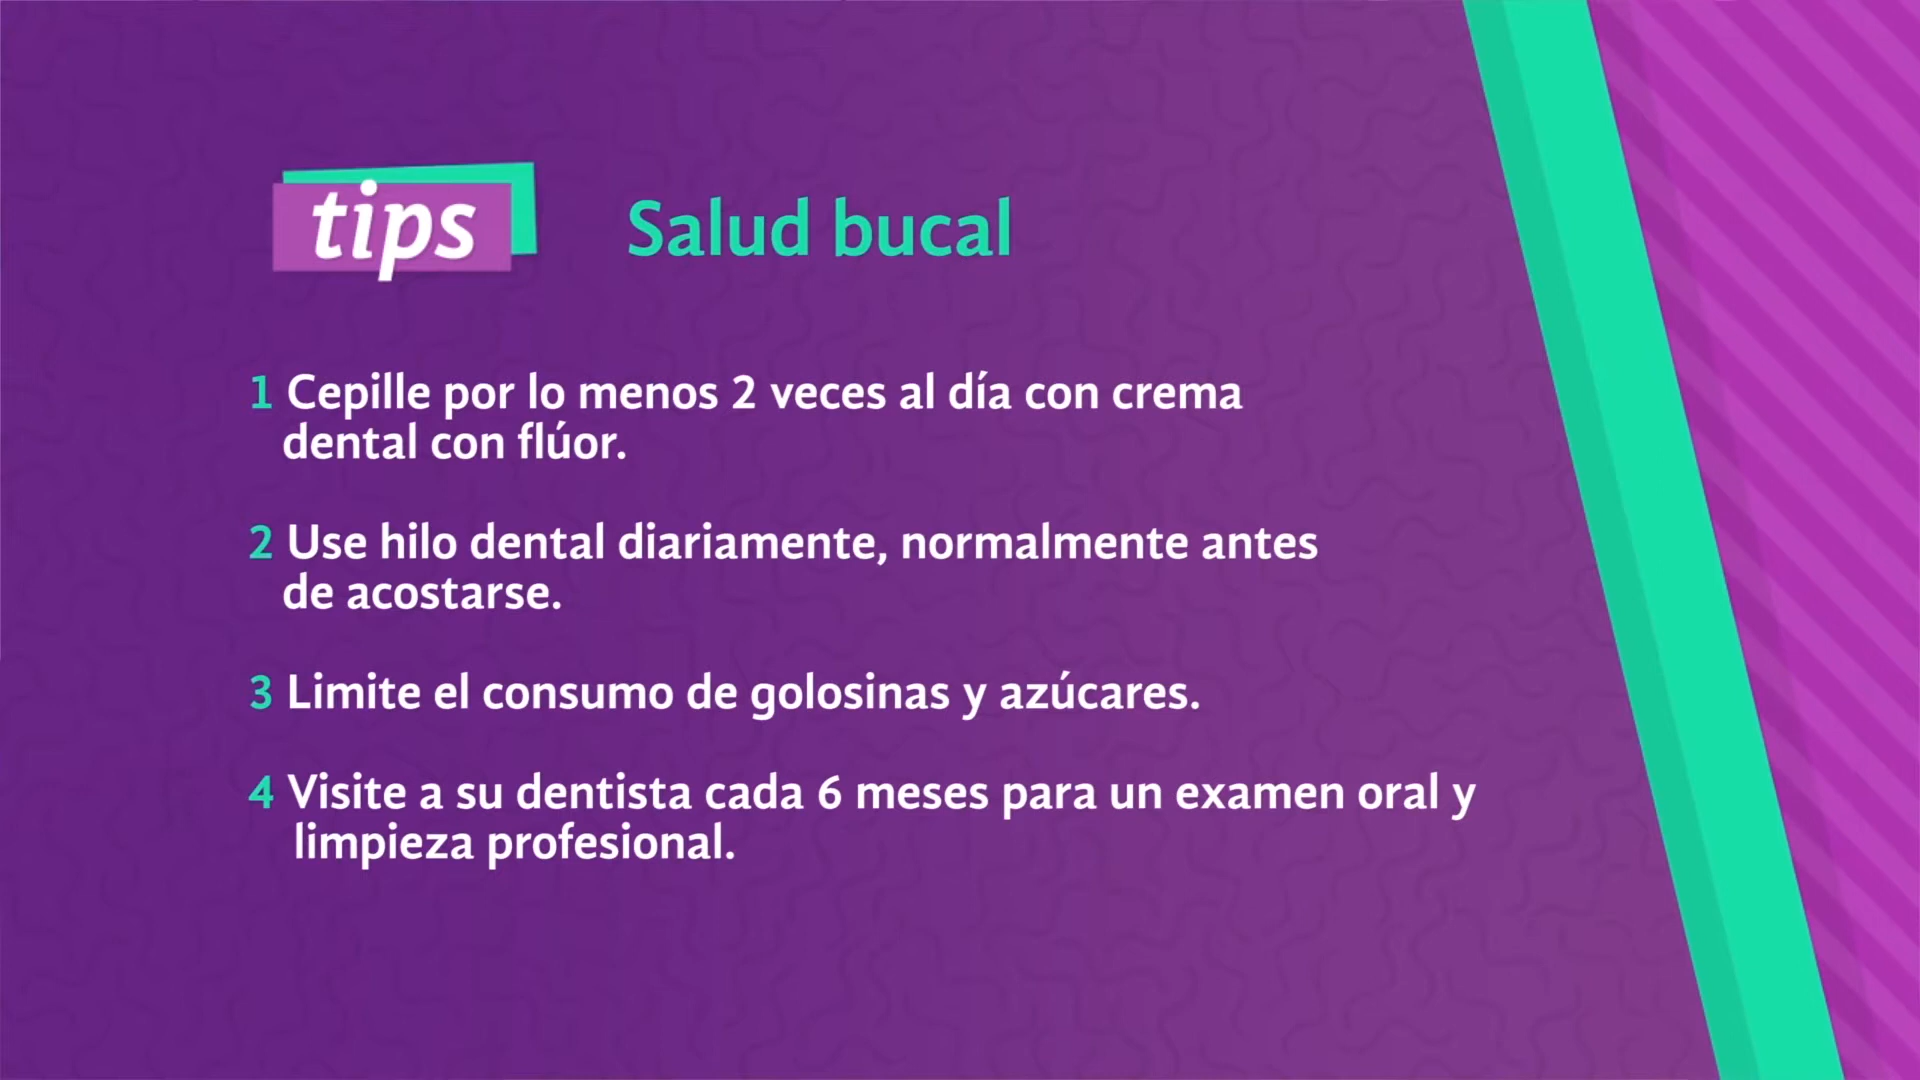 tips
Salud bucal
1 Cepille por lo menos 2 veces al día con crema
dental con flúor.
2 Use hilo dental diariamente, normalmente antes
de acostarse.
3 Limite el consumo de golosinas y azúcares.
4 Visite a su dentista cada 6 meses para un examen oral y
limpieza profesional.